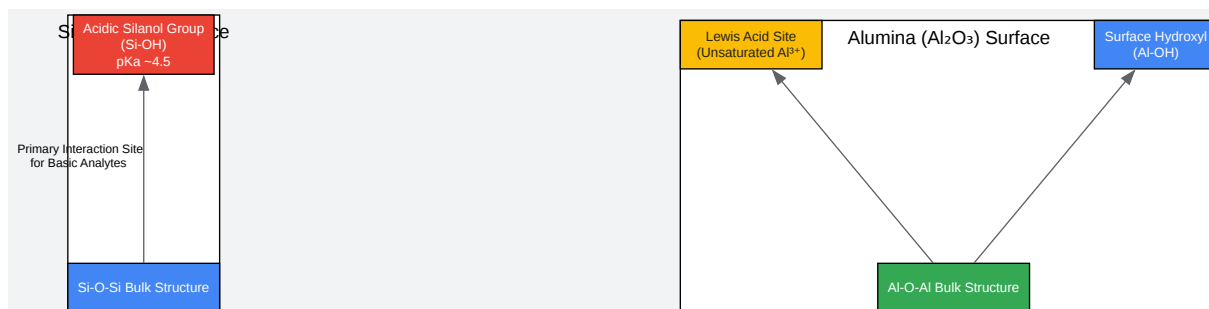 Acidic Silanol Group
(Si-OH)
pKa ~4.5
Primary Interaction Site
for Basic Analytes
Si-O-Si Bulk Structure
Lewis Acid Site
(Unsaturated Al³⁺)
Alumina (Al₂O₃) Surface
Surface Hydroxyl
(Al-OH)
Al-O-Al Bulk Structure